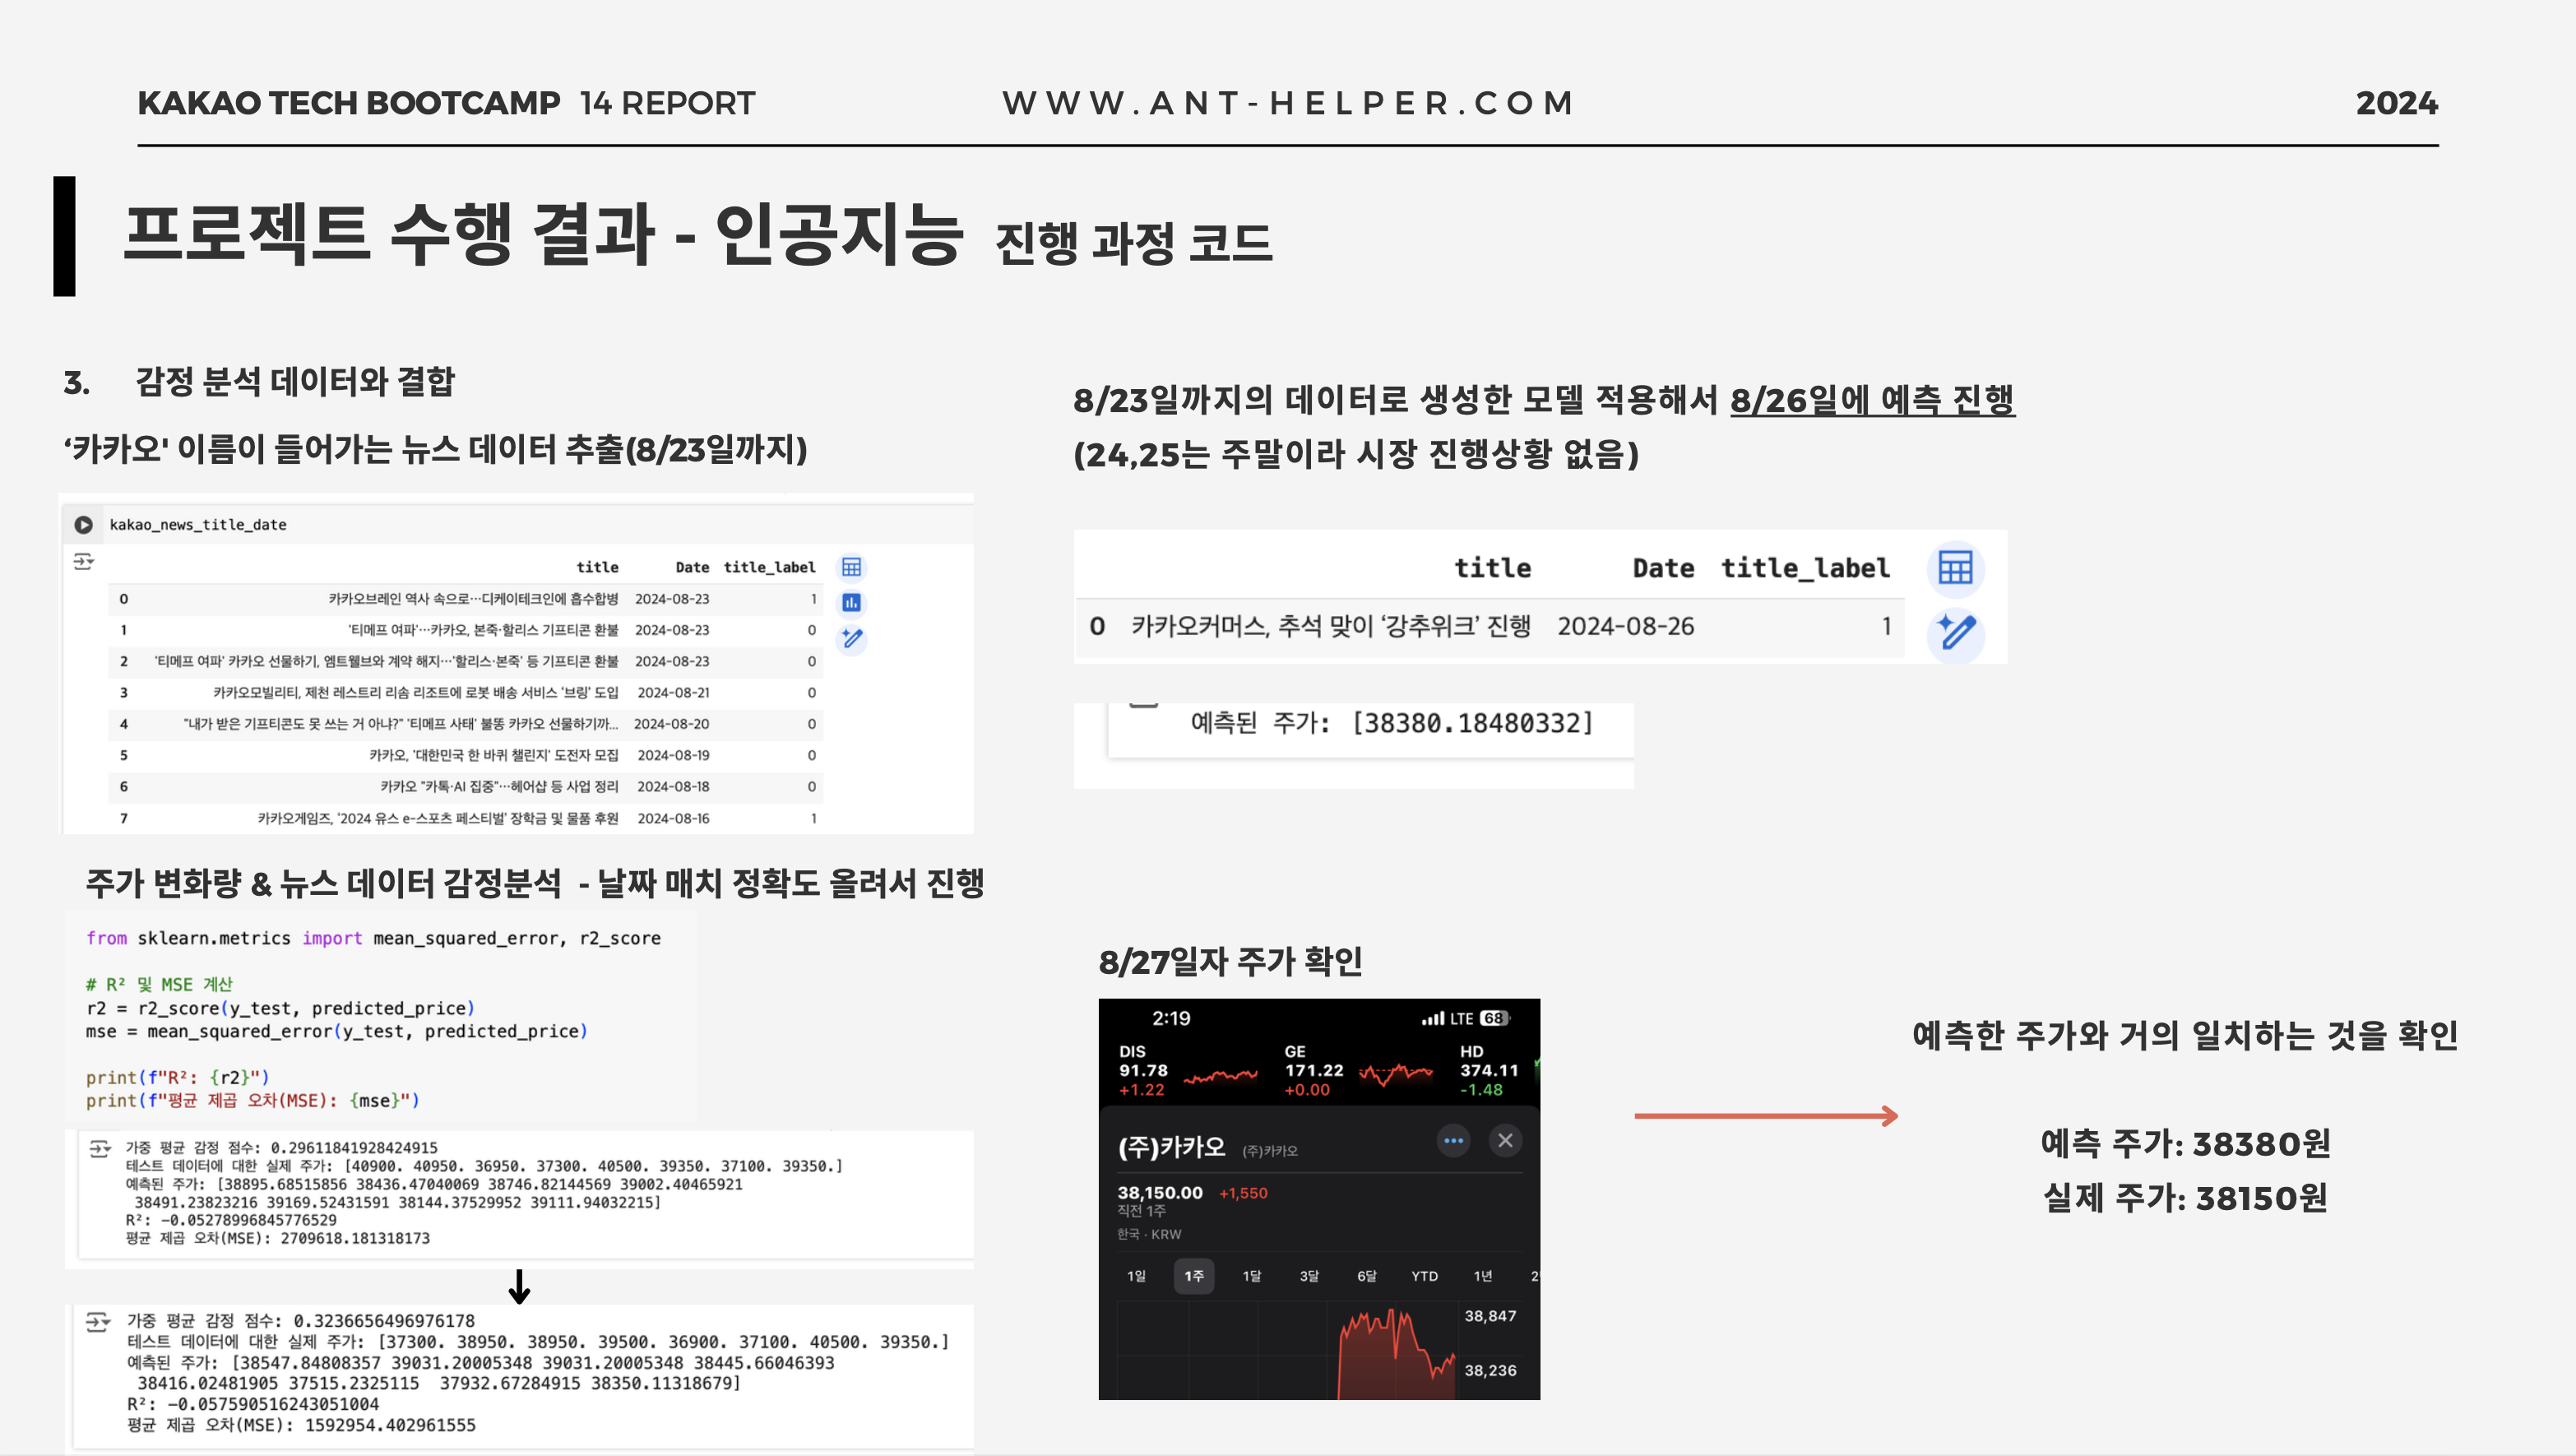 KAKAO TECH BOOTCAMP 14 REPORT
WWW.ANT-HELPER.COM
2024
프로젝트 수행 결과 - 인공지능 진행 과정 코드
3. 감정 분석 데이터와 결합
‘카카오' 이름이 들어가는 뉴스 데이터 추출(8/23일까지)
kakao_news_title_date
title Date title_label
0 카카오브레인 역사 속으로…디케이테크인에 흡수합병 2024-08-23 1
1 '티메프 여파'…카카오, 본죽·할리스 기프티콘 환불 2024-08-23 0
2 '티메프 여파' 카카오 선물하기, 엠트웰브와 계약 해지…'할리스·본죽' 등 기프티콘 환불 2024-08-23 0
3 카카오모빌리티, 제천 레스트리 리솜 리조트에 로봇 배송 서비스 '브링' 도입 2024-08-21 0
4 "내가 받은 기프티콘도 못 쓰는 거 아냐?" '티메프 사태' 불똥 카카오 선물하기까... 2024-08-20 0
5 카카오, '대한민국 한 바퀴 챌린지' 도전자 모집 2024-08-19 0
6 카카오 "카톡·AI 집중"…헤어샵 등 사업 정리 2024-08-18 0
7 카카오게임즈, '2024 유스 e-스포츠 페스티벌' 장학금 및 물품 후원 2024-08-16 1
주가 변화량 & 뉴스 데이터 감정분석 - 날짜 매치 정확도 올려서 진행
from sklearn.metrics import mean_squared_error, r2_score
# R² 및 MSE 계산
r2 = r2_score(y_test, predicted_price)
mse = mean_squared_error(y_test, predicted_price)
print(f"R²: {r2}")
print(f"평균 제곱 오차(MSE): {mse}")
가중 평균 감정 점수: 0.29611841928424915
테스트 데이터에 대한 실제 주가: [40900. 40950. 36950. 37300. 40500. 39350. 37100. 39350.]
예측된 주가: [38895.68515856 38436.47040069 38746.82144569 39002.40465921
38491.23823216 39169.52431591 38144.37529952 39111.94032215]
R²: -0.05278996845776529
평균 제곱 오차(MSE): 2709618.181318173
가중 평균 감정 점수: 0.3236656496976178
테스트 데이터에 대한 실제 주가: [37300. 38950. 38950. 39500. 36900. 37100. 40500. 39350.]
예측된 주가: [38547.84808357 39031.20005348 39031.20005348 38445.66046393
38416.02481905 37515.2325115 37932.67284915 38350.11318679]
R²: -0.057590516243051004
평균 제곱 오차(MSE): 1592954.402961555
8/23일까지의 데이터로 생성한 모델 적용해서 8/26일에 예측 진행
(24,25는 주말이라 시장 진행상황 없음)
title Date title_label
0 카카오커머스, 추석 맞이 ‘강추위크’ 진행 2024-08-26 1
예측된 주가: [38380.18480332]
8/27일자 주가 확인
2:19 LTE 68
DIS GE HD
91.78 171.22 374.11
+1.22 +0.00 -1.48
(주)카카오 (주)카카오
38,150.00 +1,550
직전 1주
한국 · KRW
1일 1주 1달 3달 6달 YTD 1년 2
38,847
38,236
예측한 주가와 거의 일치하는 것을 확인
예측 주가: 38380원
실제 주가: 38150원